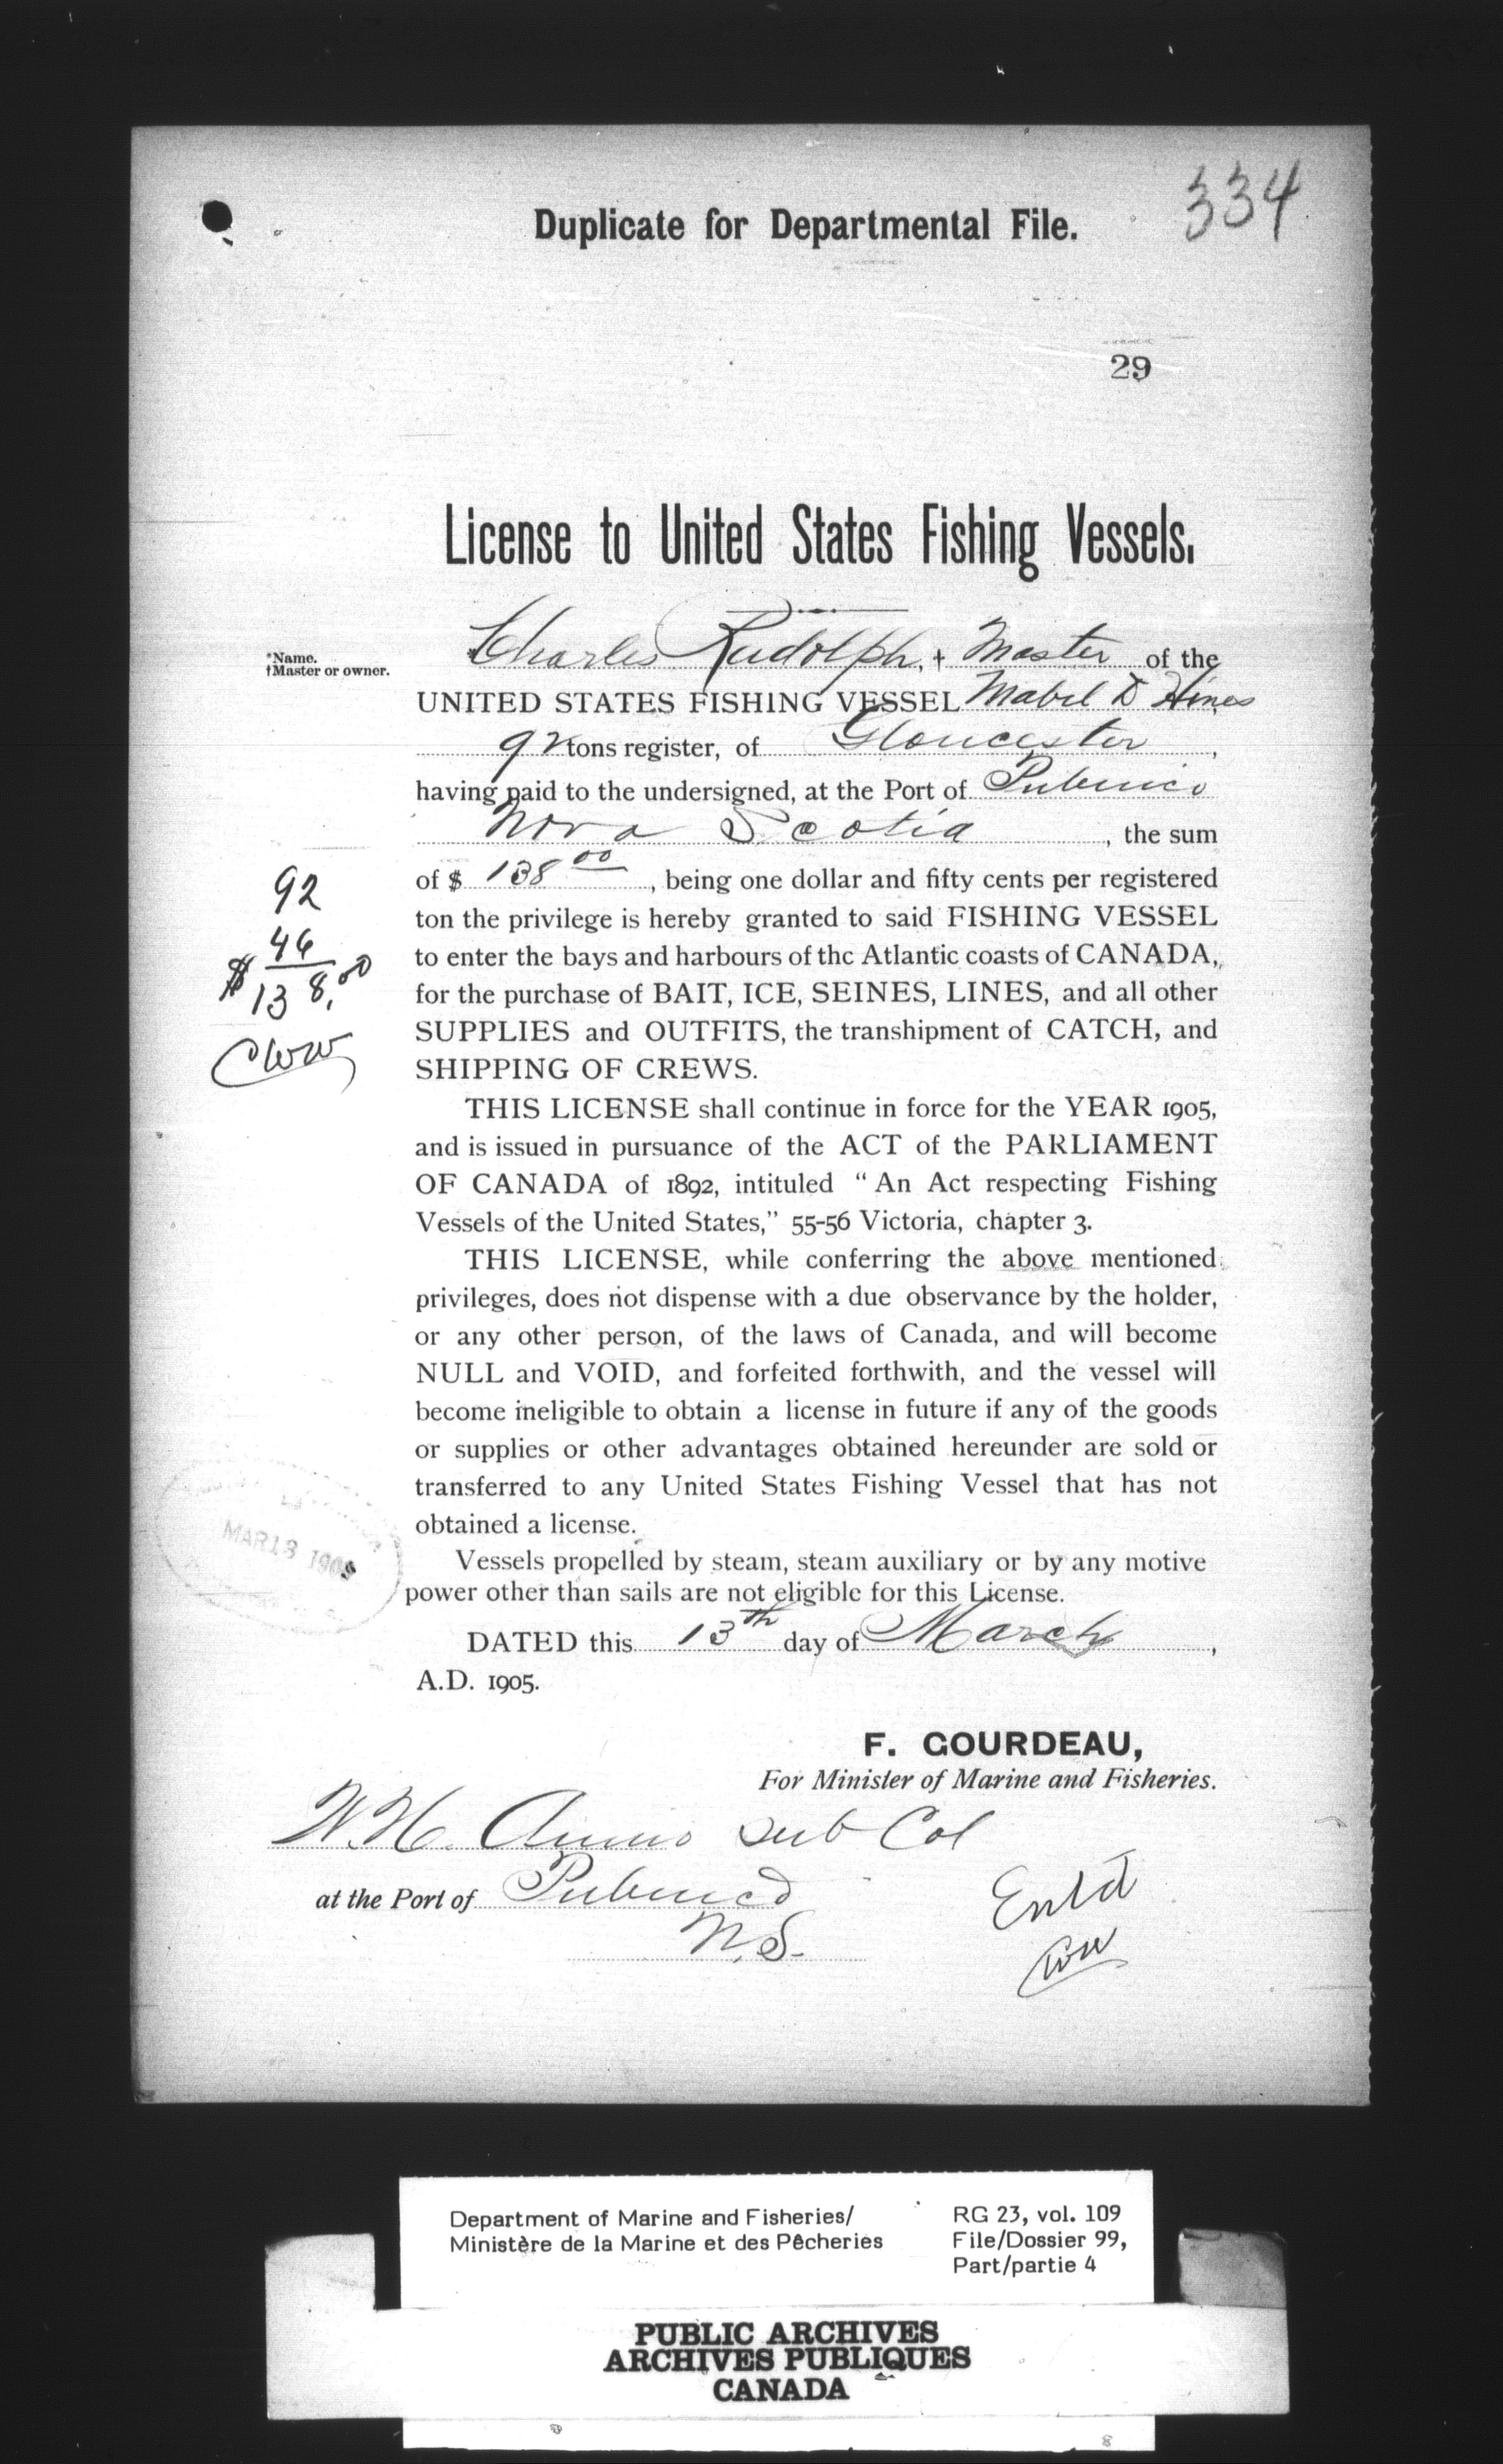 334
Duplicate for Departmental File.
29
License to United States Fishing Vessels.
*Name.
†Master or owner.
* Charles Rudolph, † Master of the
UNITED STATES FISHING VESSEL Mabel D Hines
92 tons register, of Gloucester,
having paid to the undersigned, at the Port of Pubnico
Nova Scotia, the sum
of $ 138 00, being one dollar and fifty cents per registered
ton the privilege is hereby granted to said FISHING VESSEL
to enter the bays and harbours of the Atlantic coasts of CANADA,
for the purchase of BAIT, ICE, SEINES, LINES, and all other
SUPPLIES and OUTFITS, the transhipment of CATCH, and
SHIPPING OF CREWS.
92
46
$ 138.00
CWW
THIS LICENSE shall continue in force for the YEAR 1905,
and is issued in pursuance of the ACT of the PARLIAMENT
OF CANADA of 1892, intituled “An Act respecting Fishing
Vessels of the United States,” 55-56 Victoria, chapter 3.
THIS LICENSE, while conferring the above mentioned
privileges, does not dispense with a due observance by the holder,
or any other person, of the laws of Canada, and will become
NULL and VOID, and forfeited forthwith, and the vessel will
become ineligible to obtain a license in future if any of the goods
or supplies or other advantages obtained hereunder are sold or
transferred to any United States Fishing Vessel that has not
obtained a license.
MAR 13 1905
Vessels propelled by steam, steam auxiliary or by any motive
power other than sails are not eligible for this License.
DATED this 13th day of March,
A.D. 1905.
F. GOURDEAU,
For Minister of Marine and Fisheries.
W. H. sub Col
at the Port of Pubnico
N.S.
Entd
CWW
Department of Marine and Fisheries/
Ministère de la Marine et des Pêcheries
RG 23, vol. 109
File/Dossier 99,
Part/partie 4
PUBLIC ARCHIVES
ARCHIVES PUBLIQUES
CANADA